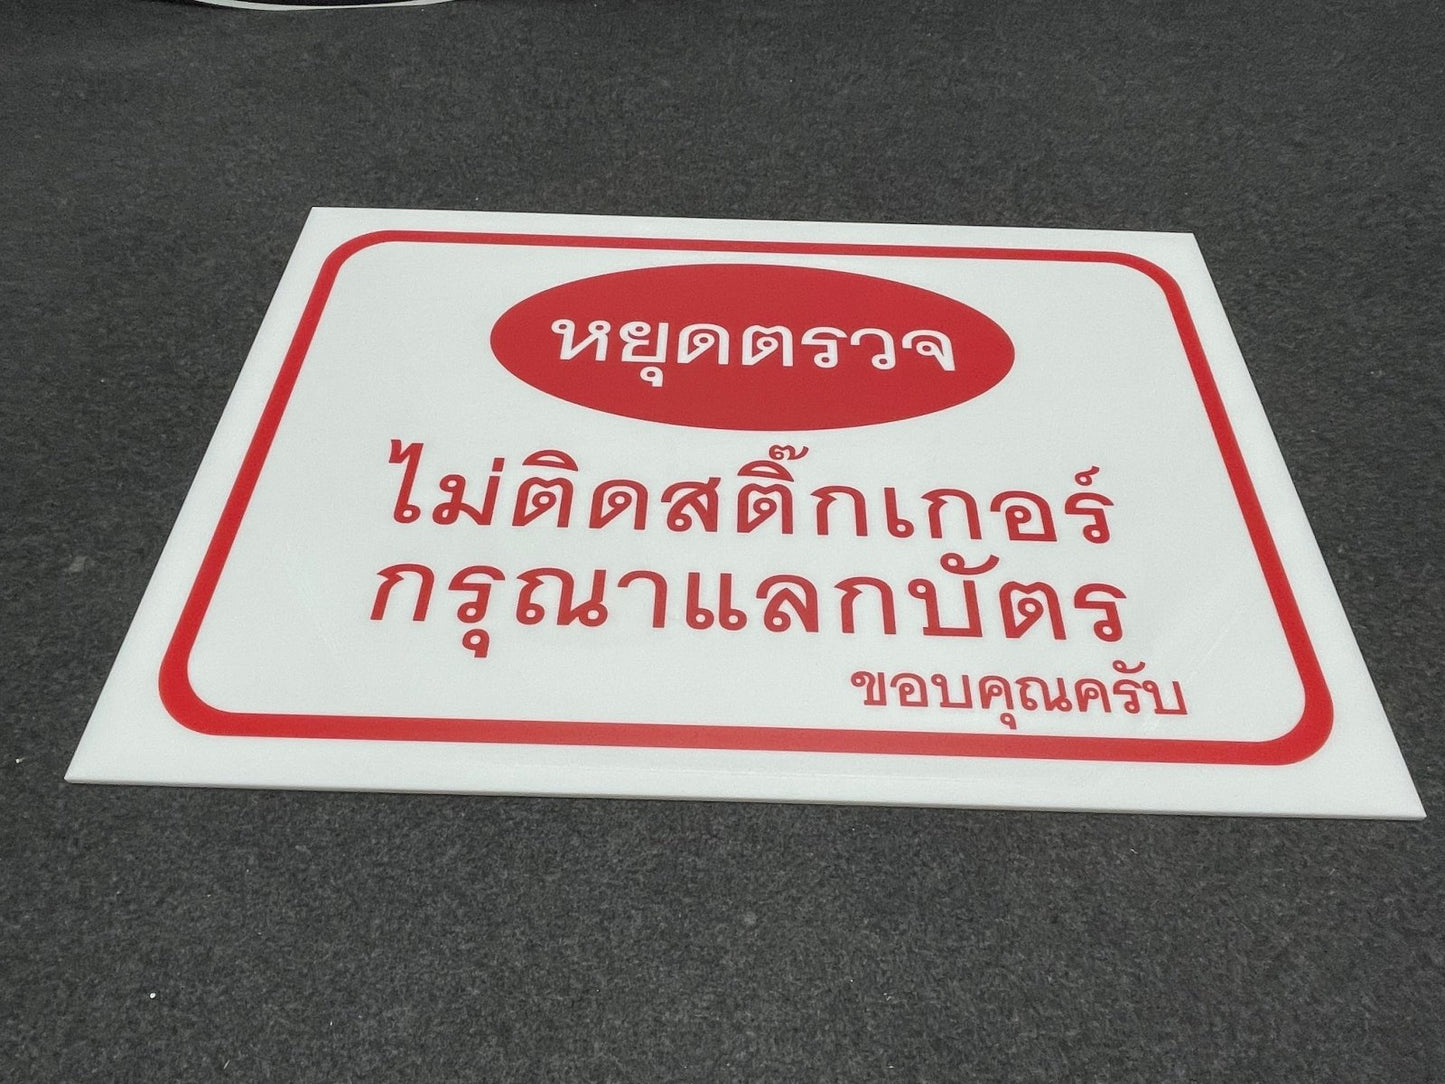 หยุดตรวจ
ไม่ติดสติ๊กเกอร์
กรุณาแลกบัตร
ขอบคุณครับ